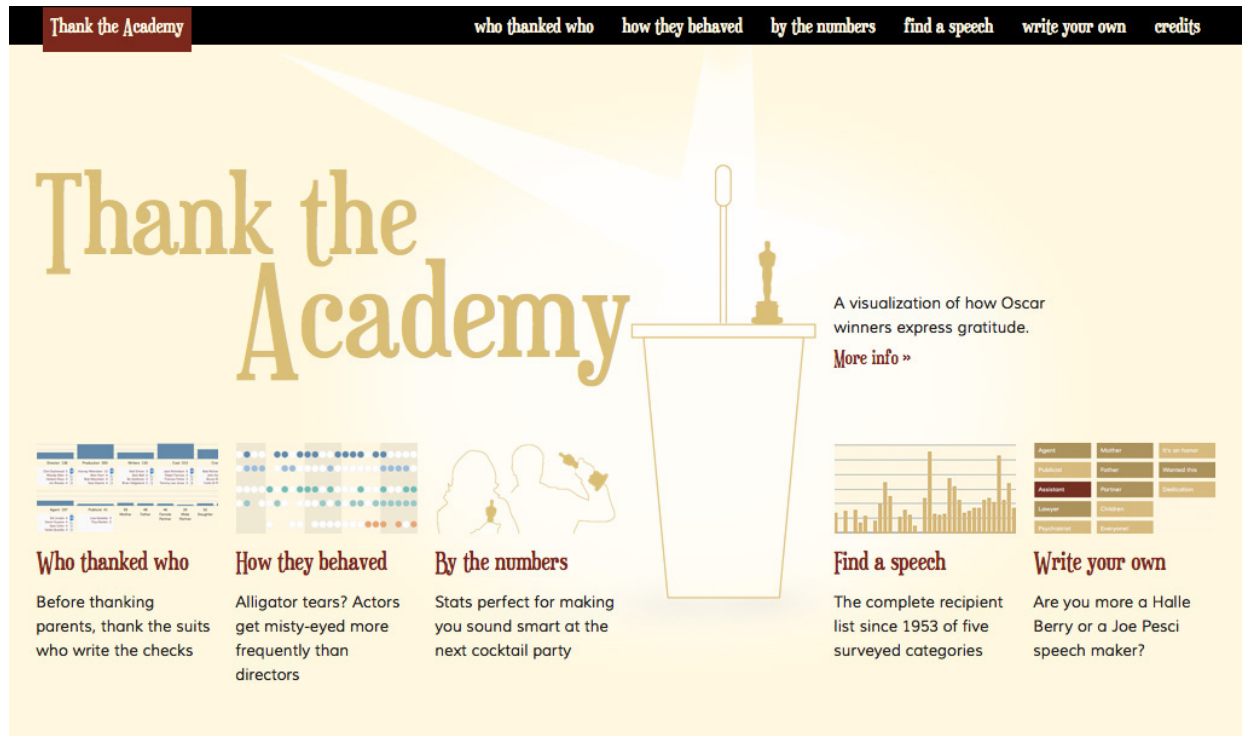 Thank the Academy
who thanked who
how they behaved
by the numbers
find a speech
write your own
credits
Thank the
Academy
A visualization of how Oscar
winners express gratitude.
More info »
Agent
Mother
It's an honor
Publicist
Father
Wanted this
Assistant
Partner
Dedication
Lawyer
Children
Psychiatrist
Everyone!
Who thanked who
Before thanking
parents, thank the suits
who write the checks
How they behaved
Alligator tears? Actors
get misty-eyed more
frequently than
directors
By the numbers
Stats perfect for making
you sound smart at the
next cocktail party
Find a speech
The complete recipient
list since 1953 of five
surveyed categories
Write your own
Are you more a Halle
Berry or a Joe Pesci
speech maker?